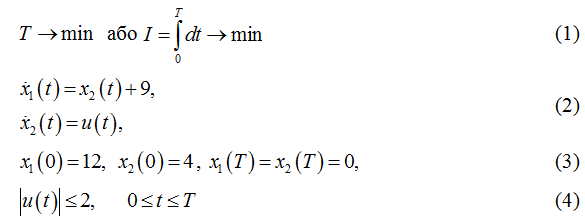 T → min або I = ∫₀ᵀ dt → min (1)
ẋ₁(t) = x₂(t) + 9,
ẋ₂(t) = u(t), (2)
x₁(0) = 12, x₂(0) = 4, x₁(T) = x₂(T) = 0, (3)
|u(t)| ≤ 2, 0 ≤ t ≤ T (4)